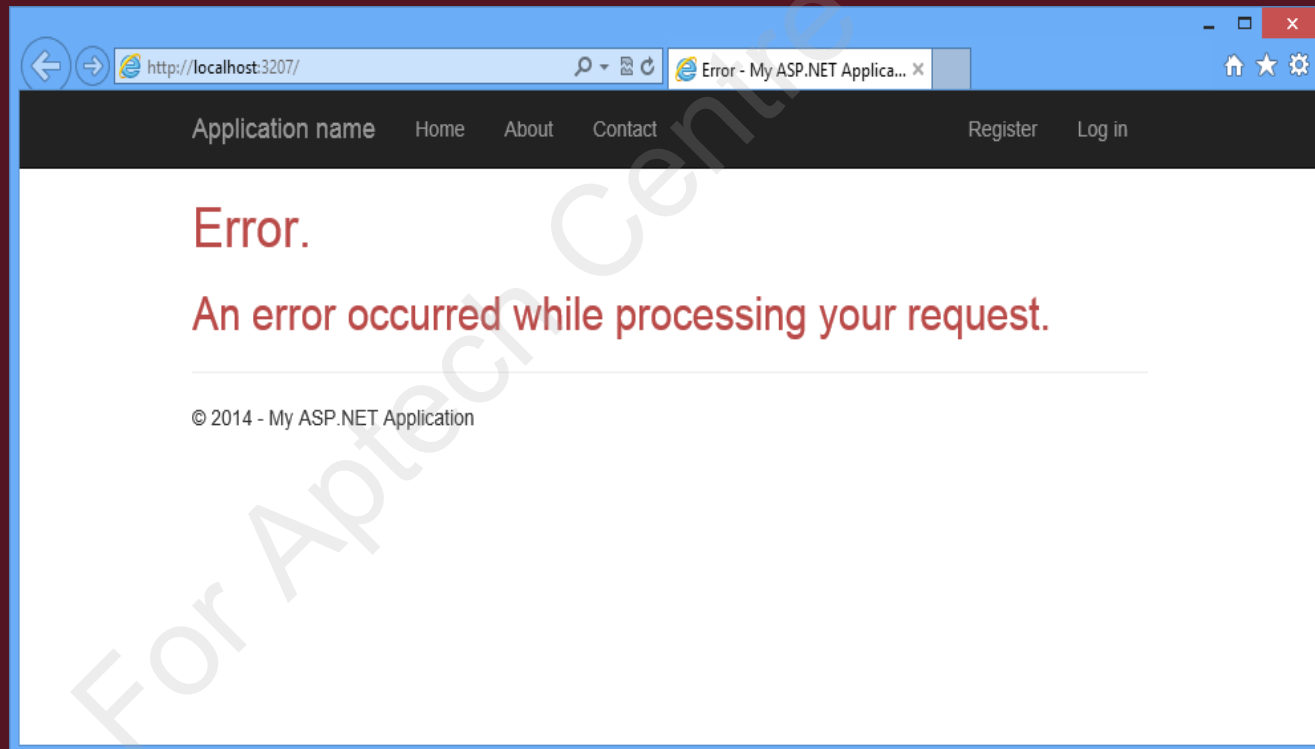 http://localhost:3207/
Error - My ASP.NET Applica...
Application name Home About Contact Register Log in
Error.
An error occurred while processing your request.
© 2014 - My ASP.NET Application
For Aptech Centre